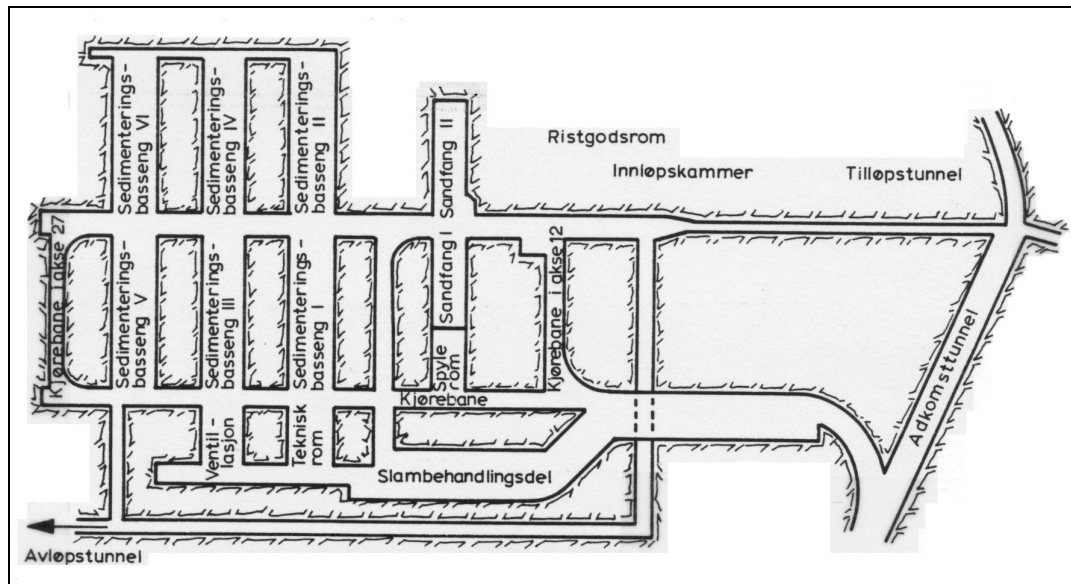 Sedimenterings-
basseng VI
Sedimenterings-
basseng IV
Sedimenterings-
basseng II
Sandfang II
Ristgodsrom
Innløpskammer
Tilløpstunnel
Kjørebane i akse 27
Sedimenterings-
basseng V
Sedimenterings-
basseng III
Sedimenterings-
basseng I
Sandfang I
Spyle
rom
Kjørebane i akse 12
Kjørebane
Adkomsttunnel
Ventil-
lasjon
Teknisk
rom
Slambehandlingsdel
Avløpstunnel